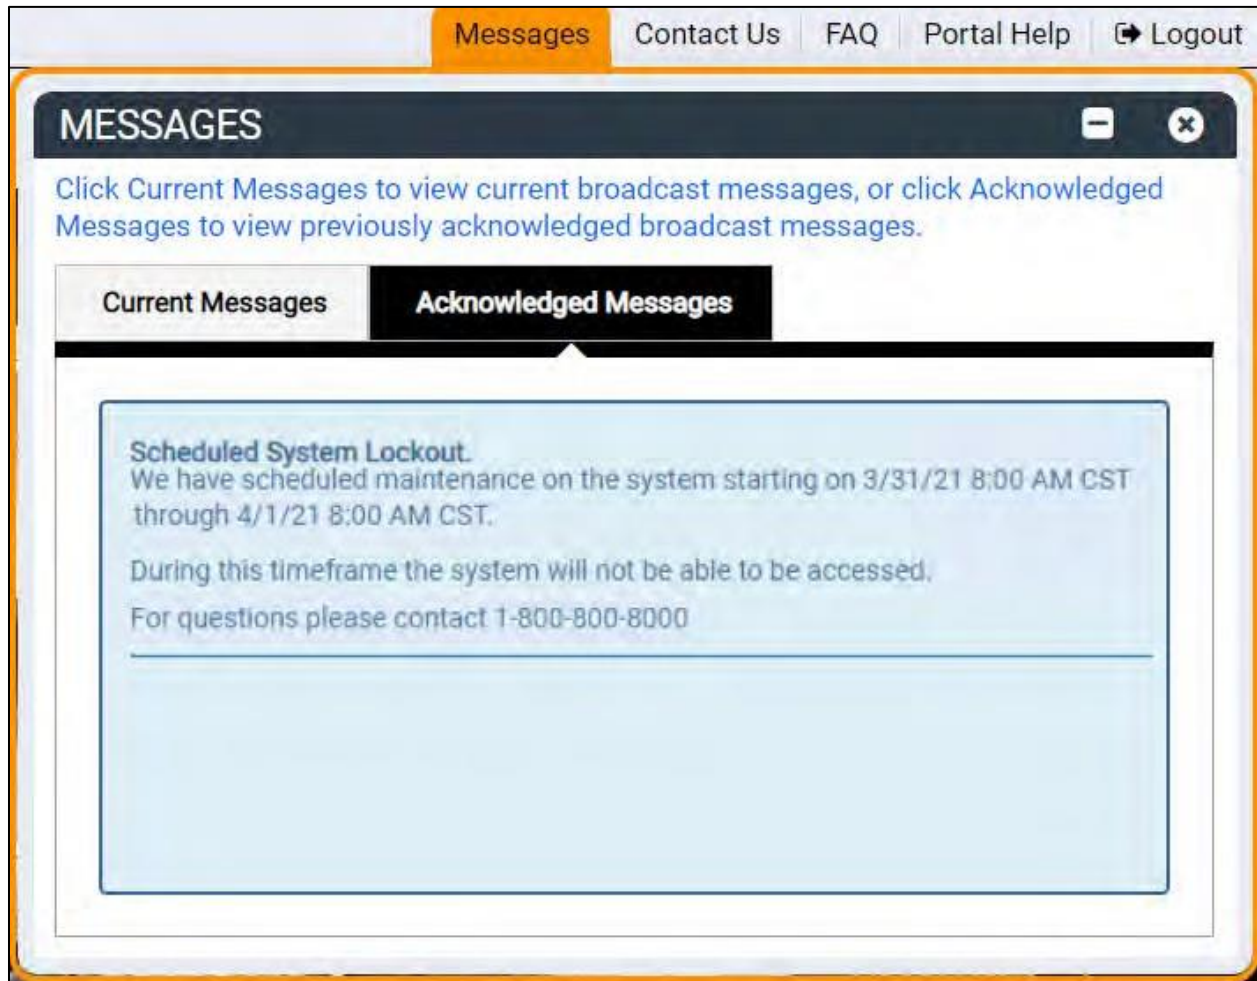 Messages Contact Us FAQ Portal Help Logout
MESSAGES
Click Current Messages to view current broadcast messages, or click Acknowledged
Messages to view previously acknowledged broadcast messages.
Current Messages Acknowledged Messages
Scheduled System Lockout.
We have scheduled maintenance on the system starting on 3/31/21 8:00 AM CST
through 4/1/21 8:00 AM CST.
During this timeframe the system will not be able to be accessed.
For questions please contact 1-800-800-8000